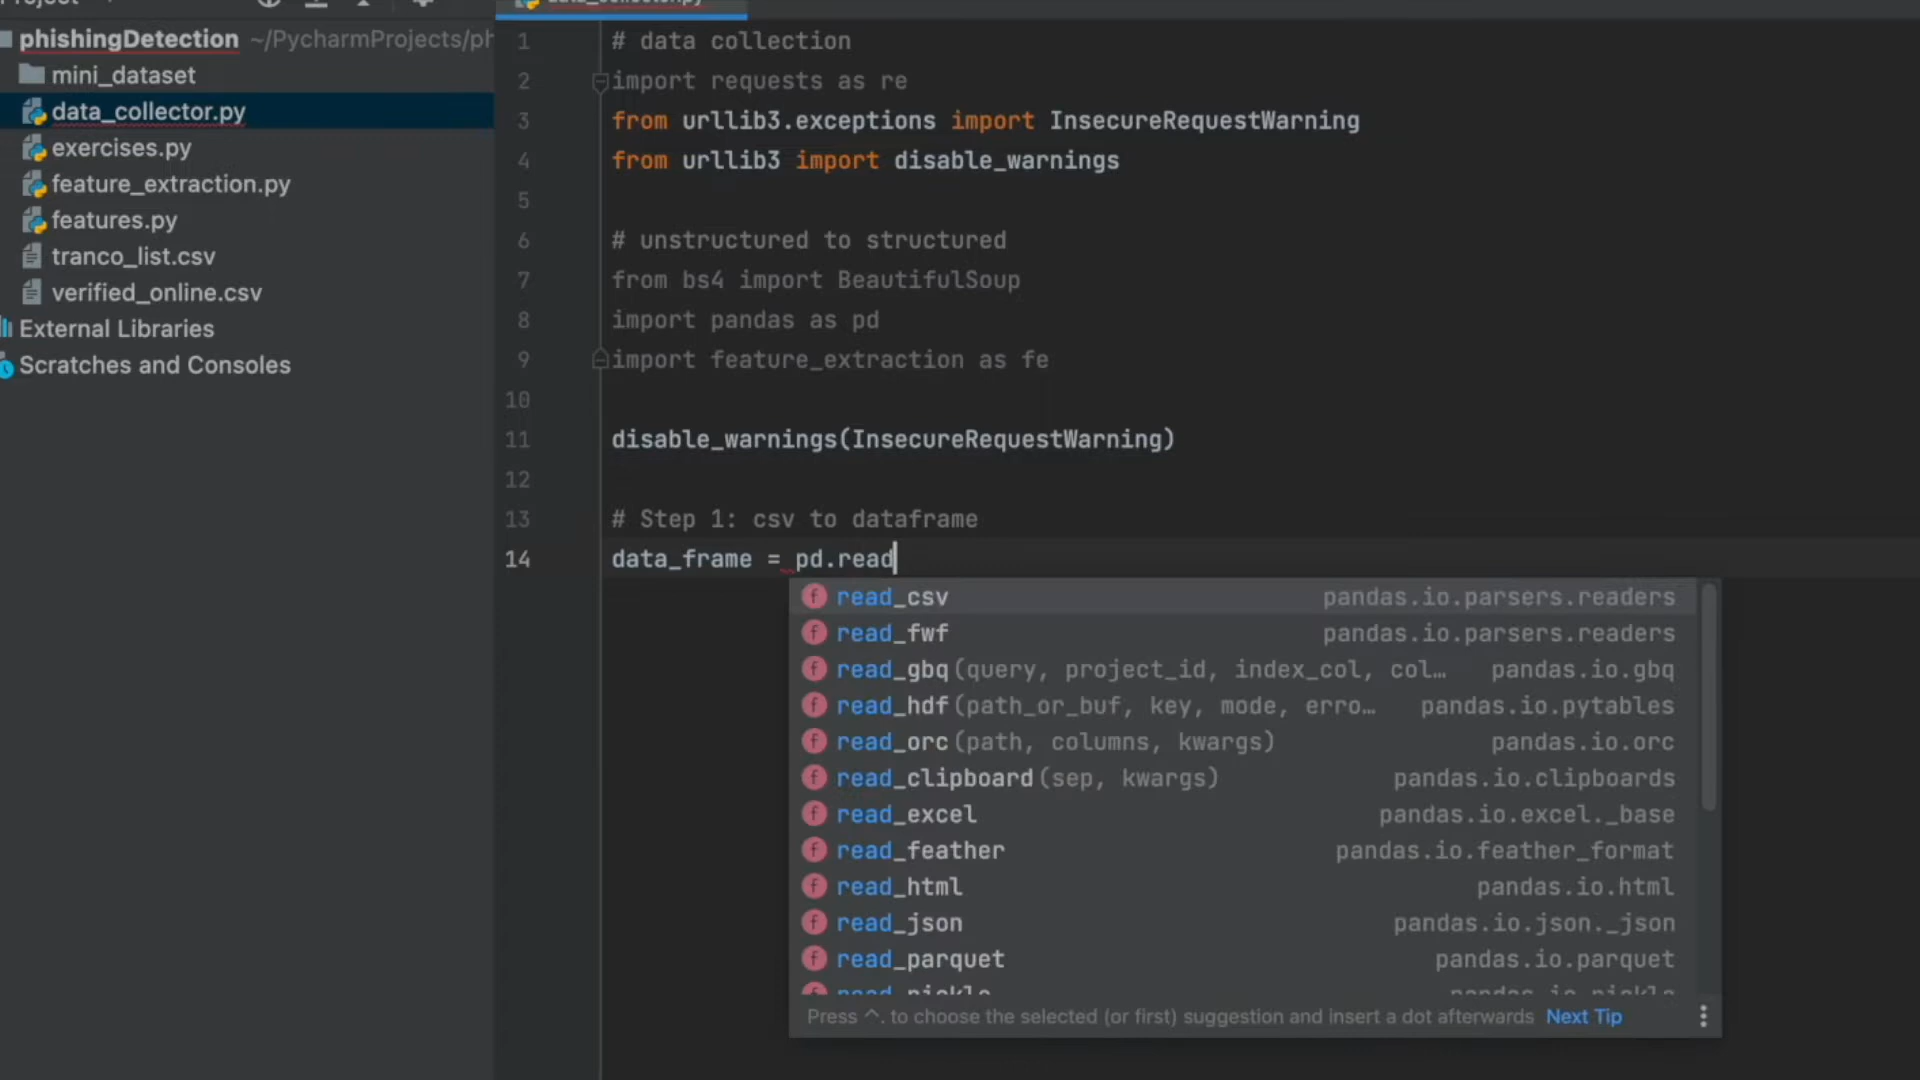 Project
data_collector.py
phishingDetection ~/PycharmProjects/ph
mini_dataset
data_collector.py
exercises.py
feature_extraction.py
features.py
tranco_list.csv
verified_online.csv
External Libraries
Scratches and Consoles
1 # data collection
2 import requests as re
3 from urllib3.exceptions import InsecureRequestWarning
4 from urllib3 import disable_warnings
5
6 # unstructured to structured
7 from bs4 import BeautifulSoup
8 import pandas as pd
9 import feature_extraction as fe
10
11 disable_warnings(InsecureRequestWarning)
12
13 # Step 1: csv to dataframe
14 data_frame = pd.read
f read_csv pandas.io.parsers.readers
f read_fwf pandas.io.parsers.readers
f read_gbq(query, project_id, index_col, col… pandas.io.gbq
f read_hdf(path_or_buf, key, mode, erro… pandas.io.pytables
f read_orc(path, columns, kwargs) pandas.io.orc
f read_clipboard(sep, kwargs) pandas.io.clipboards
f read_excel pandas.io.excel._base
f read_feather pandas.io.feather_format
f read_html pandas.io.html
f read_json pandas.io.json._json
f read_parquet pandas.io.parquet
f read_pickle pandas.io.pickle
Press ^. to choose the selected (or first) suggestion and insert a dot afterwards Next Tip